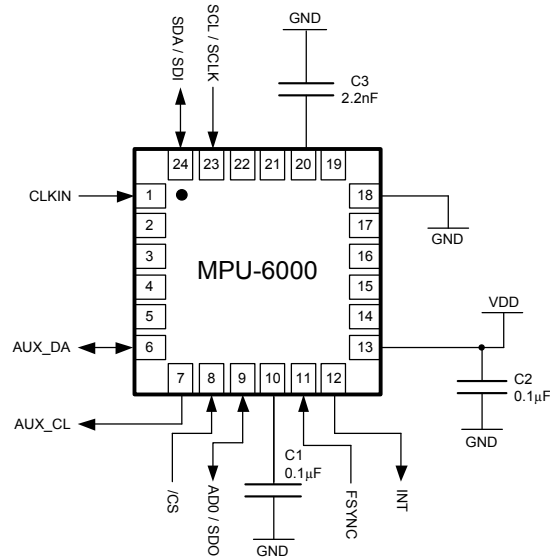 GND
SCL / SCLK
SDA / SDI
C3
2.2nF
24 23 22 21 20 19
CLKIN
1
18
2
17
GND
3
MPU-6000
16
4
15
VDD
5
14
AUX_DA
6
13
C2
0.1µF
7 8 9 10 11 12
AUX_CL
GND
C1
0.1µF
/CS
AD0 / SDO
FSYNC
INT
GND